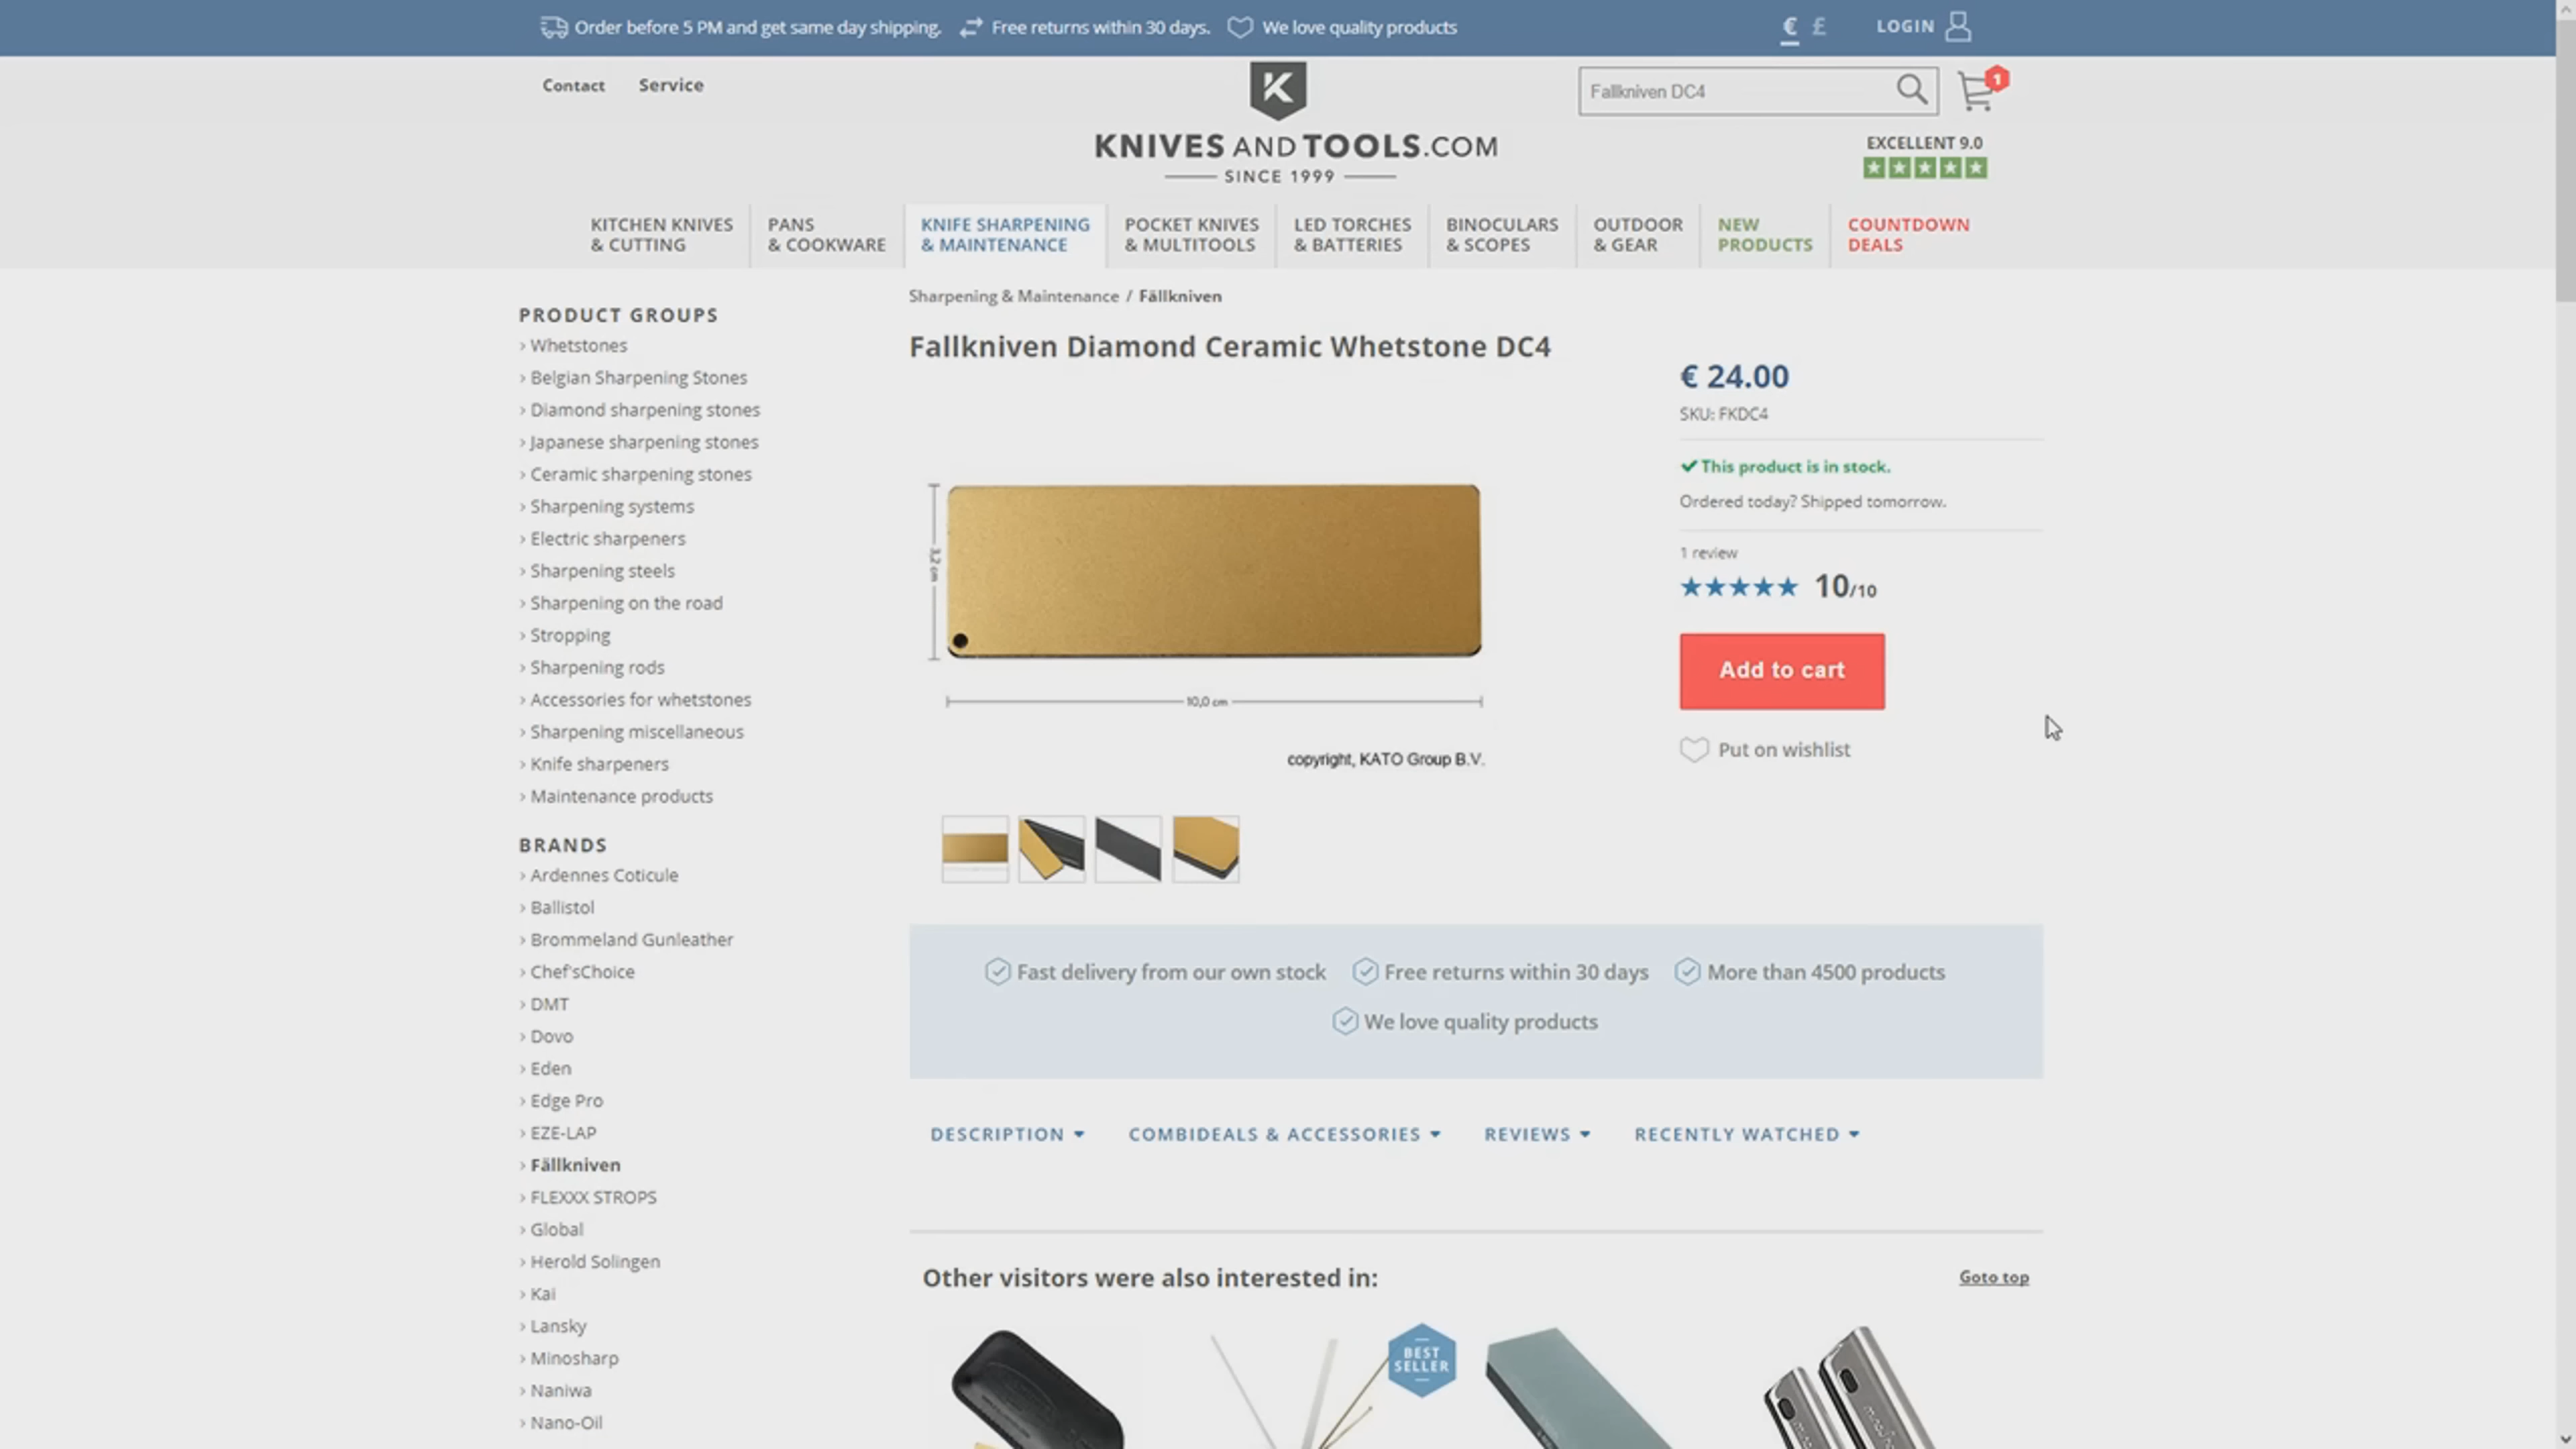 Order before 5 PM and get same day shipping. Free returns within 30 days. We love quality products
€ £ LOGIN
Contact Service
K
Fallkniven DC4
1
KNIVES AND TOOLS.COM
SINCE 1999
EXCELLENT 9.0
KITCHEN KNIVES & CUTTING
PANS & COOKWARE
KNIFE SHARPENING & MAINTENANCE
POCKET KNIVES & MULTITOOLS
LED TORCHES & BATTERIES
BINOCULARS & SCOPES
OUTDOOR & GEAR
NEW PRODUCTS
COUNTDOWN DEALS
PRODUCT GROUPS
› Whetstones
› Belgian Sharpening Stones
› Diamond sharpening stones
› Japanese sharpening stones
› Ceramic sharpening stones
› Sharpening systems
› Electric sharpeners
› Sharpening steels
› Sharpening on the road
› Stropping
› Sharpening rods
› Accessories for whetstones
› Sharpening miscellaneous
› Knife sharpeners
› Maintenance products
BRANDS
› Ardennes Coticule
› Ballistol
› Brommeland Gunleather
› Chef'sChoice
› DMT
› Dovo
› Eden
› Edge Pro
› EZE-LAP
› Fällkniven
› FLEXXX STROPS
› Global
› Herold Solingen
› Kai
› Lansky
› Minosharp
› Naniwa
› Nano-Oil
Sharpening & Maintenance / Fällkniven
Fallkniven Diamond Ceramic Whetstone DC4
3,2 cm
10,0 cm
copyright, KATO Group B.V.
€ 24.00
SKU: FKDC4
This product is in stock.
Ordered today? Shipped tomorrow.
1 review
10/10
Add to cart
Put on wishlist
Fast delivery from our own stock Free returns within 30 days More than 4500 products
We love quality products
DESCRIPTION COMBIDEALS & ACCESSORIES REVIEWS RECENTLY WATCHED
Other visitors were also interested in:
Goto top
BEST
SELLER